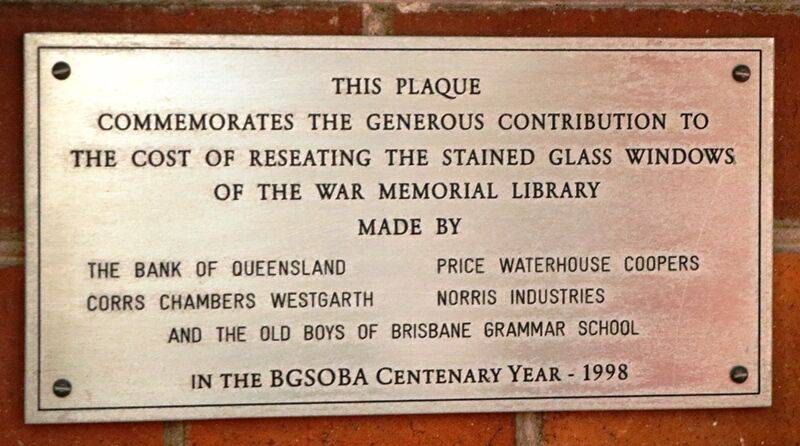 THIS PLAQUE
COMMEMORATES THE GENEROUS CONTRIBUTION TO
THE COST OF RESEATING THE STAINED GLASS WINDOWS
OF THE WAR MEMORIAL LIBRARY
MADE BY
THE BANK OF QUEENSLAND PRICE WATERHOUSE COOPERS
CORRS CHAMBERS WESTGARTH NORRIS INDUSTRIES
AND THE OLD BOYS OF BRISBANE GRAMMAR SCHOOL
IN THE BGSOBA CENTENARY YEAR - 1998